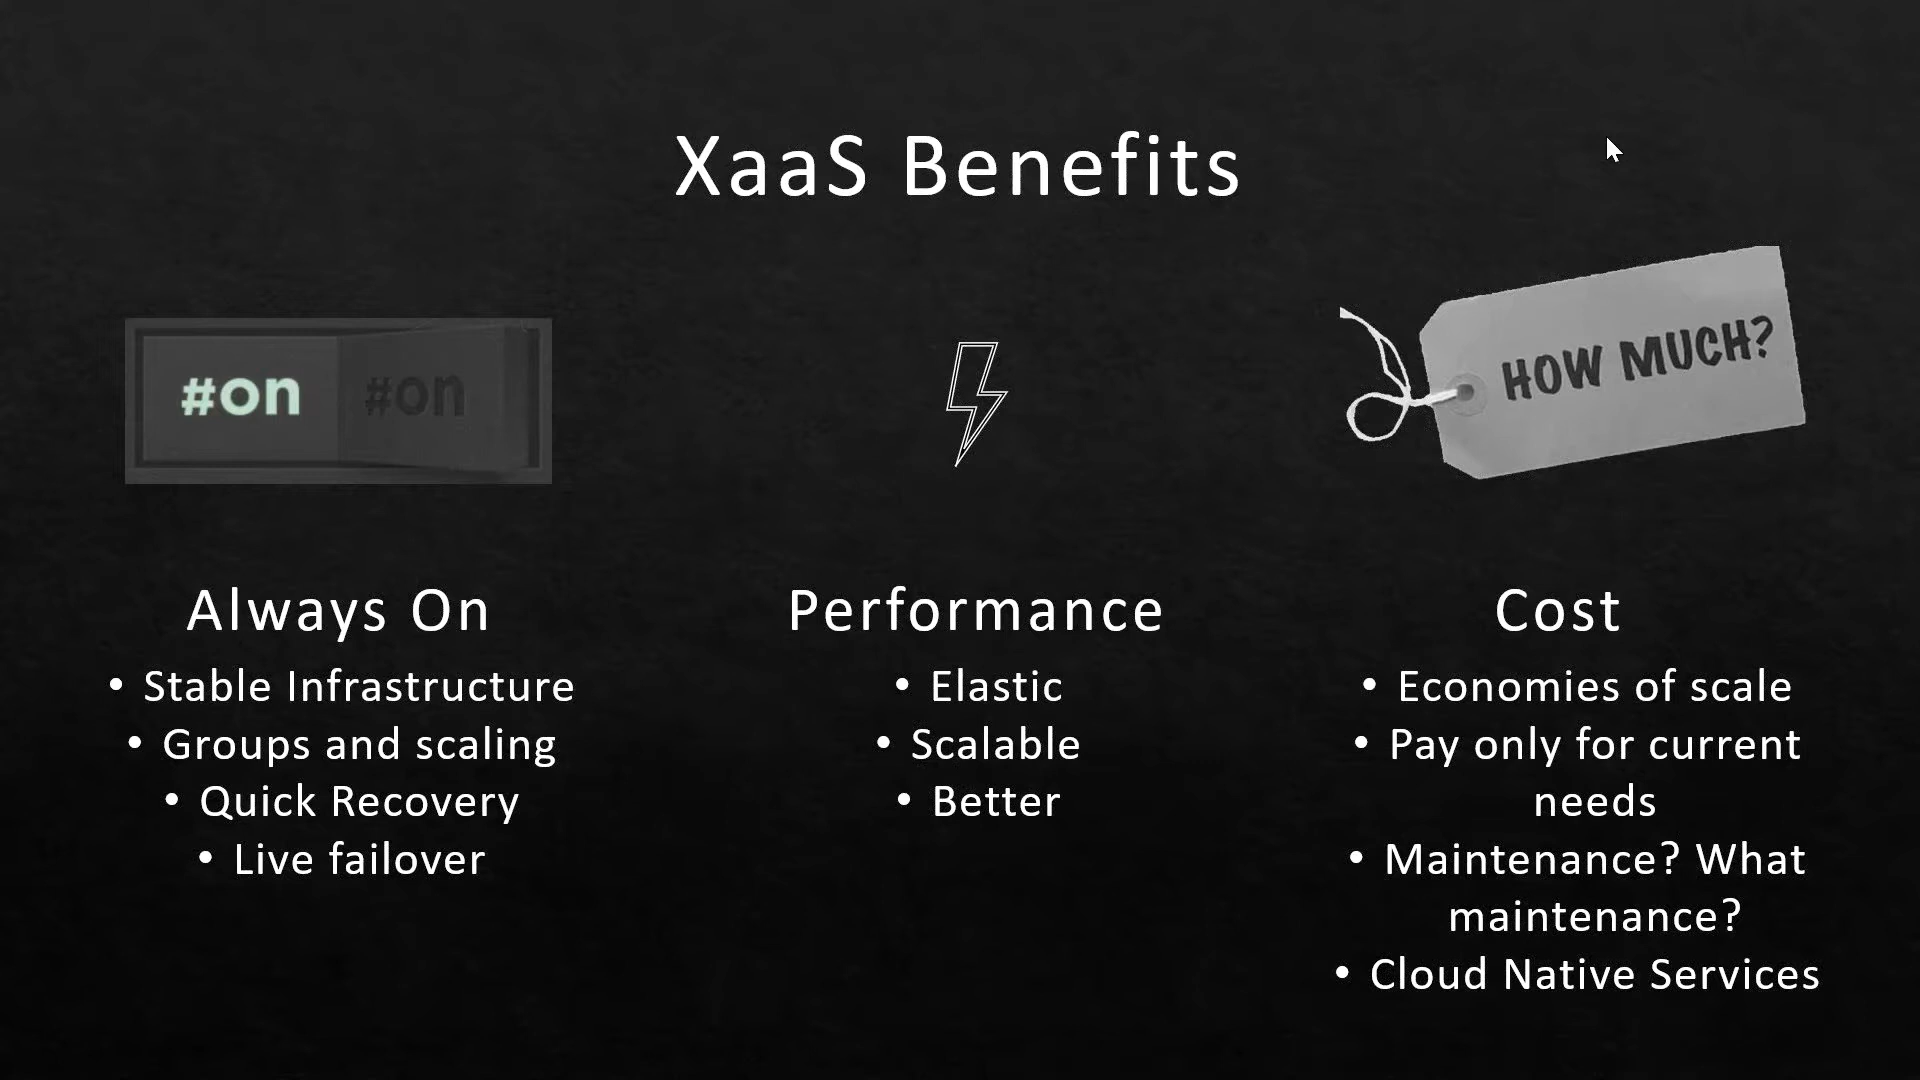 XaaS Benefits
#on #on
HOW MUCH?
Always On
• Stable Infrastructure
• Groups and scaling
• Quick Recovery
• Live failover
Performance
• Elastic
• Scalable
• Better
Cost
• Economies of scale
• Pay only for current
needs
• Maintenance? What
maintenance?
• Cloud Native Services